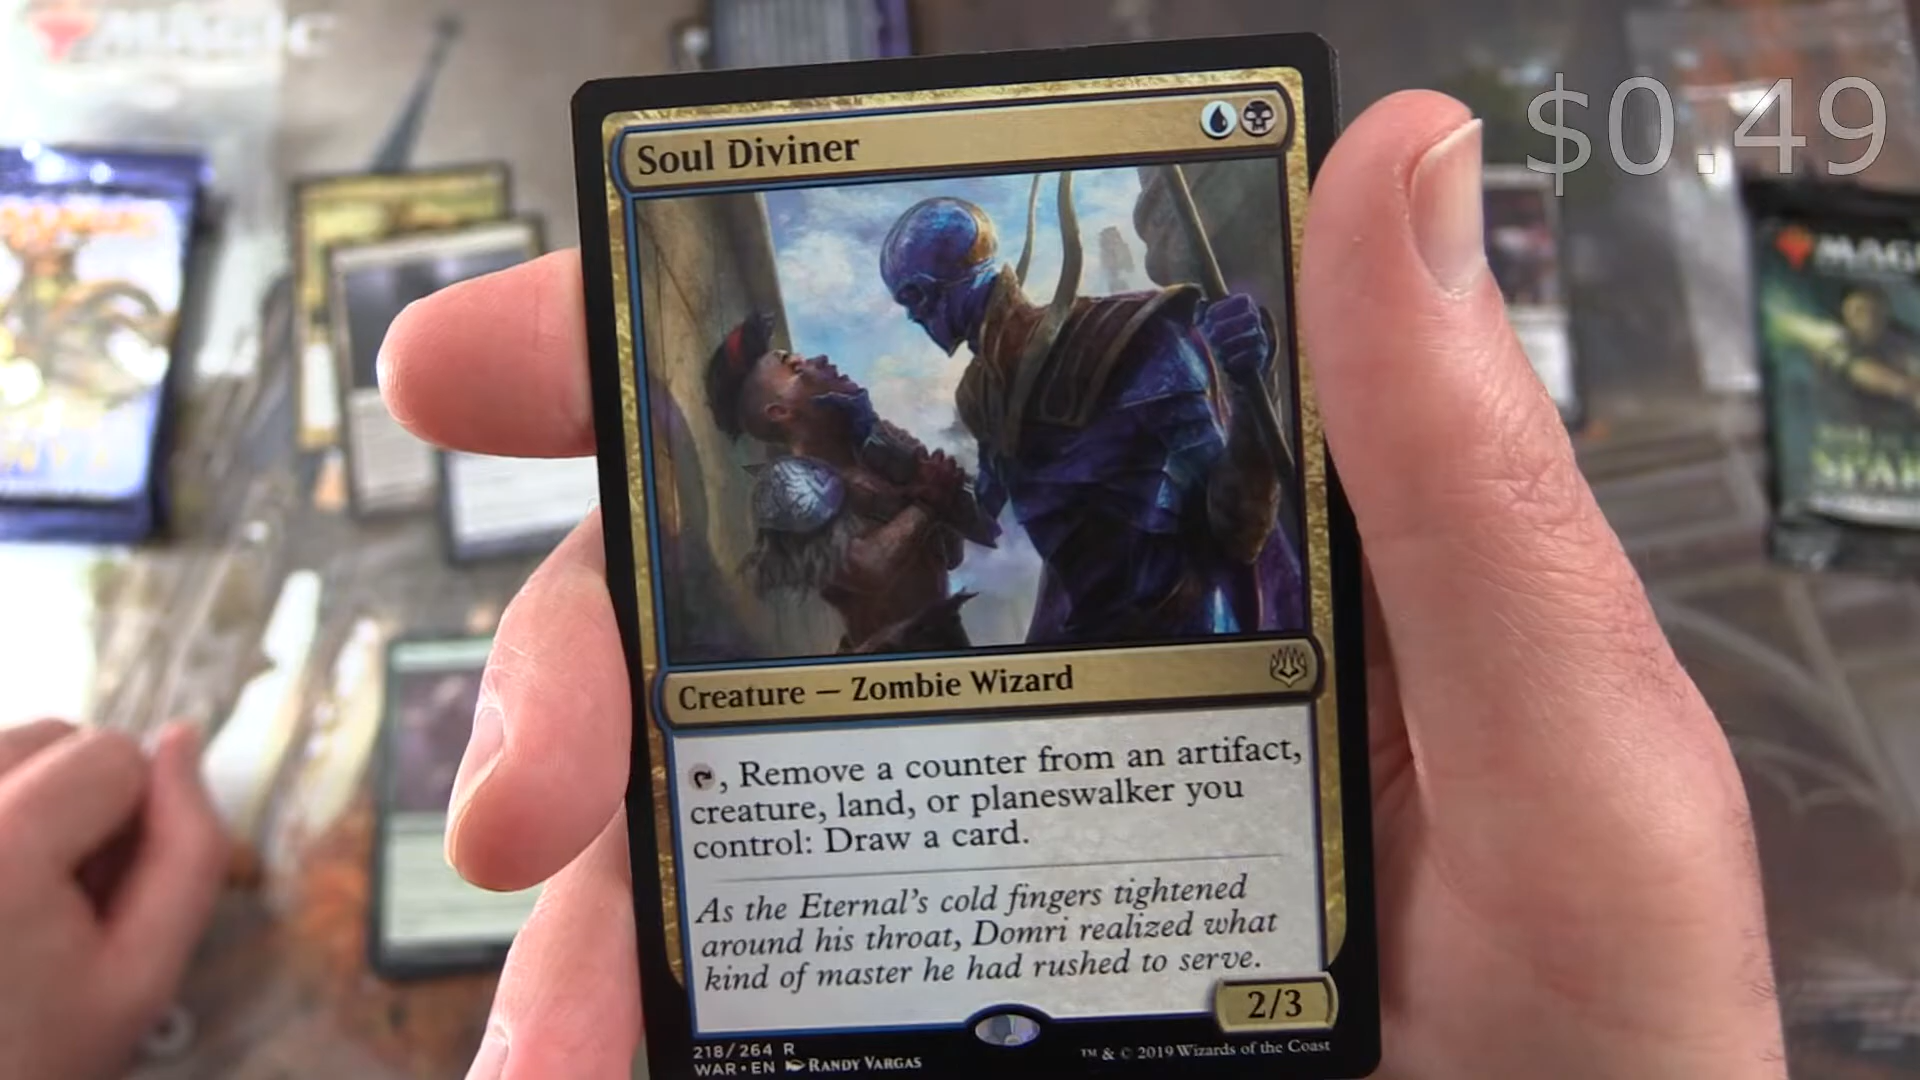 $0.49
Soul Diviner
Creature — Zombie Wizard
, Remove a counter from an artifact,
creature, land, or planeswalker you
control: Draw a card.
As the Eternal's cold fingers tightened
around his throat, Domri realized what
kind of master he had rushed to serve.
2/3
218/264 R
WAR • EN RANDY VARGAS
™ & © 2019 Wizards of the Coast
MAGIC